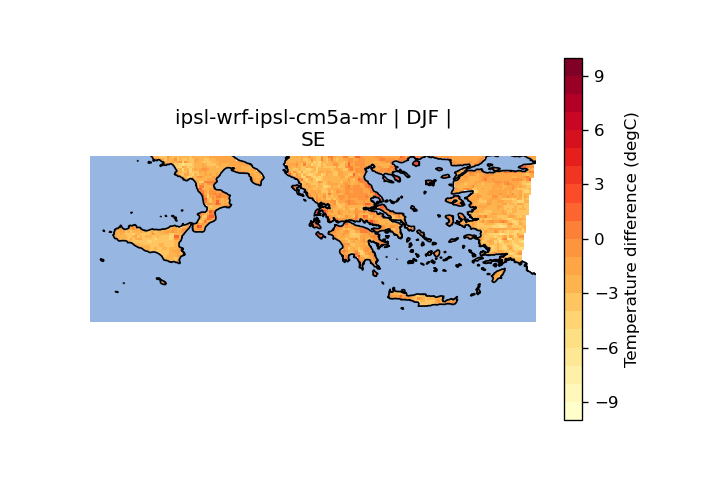 ipsl-wrf-ipsl-cm5a-mr | DJF |
SE
9
6
3
0
−3
−6
−9
Temperature difference (degC)